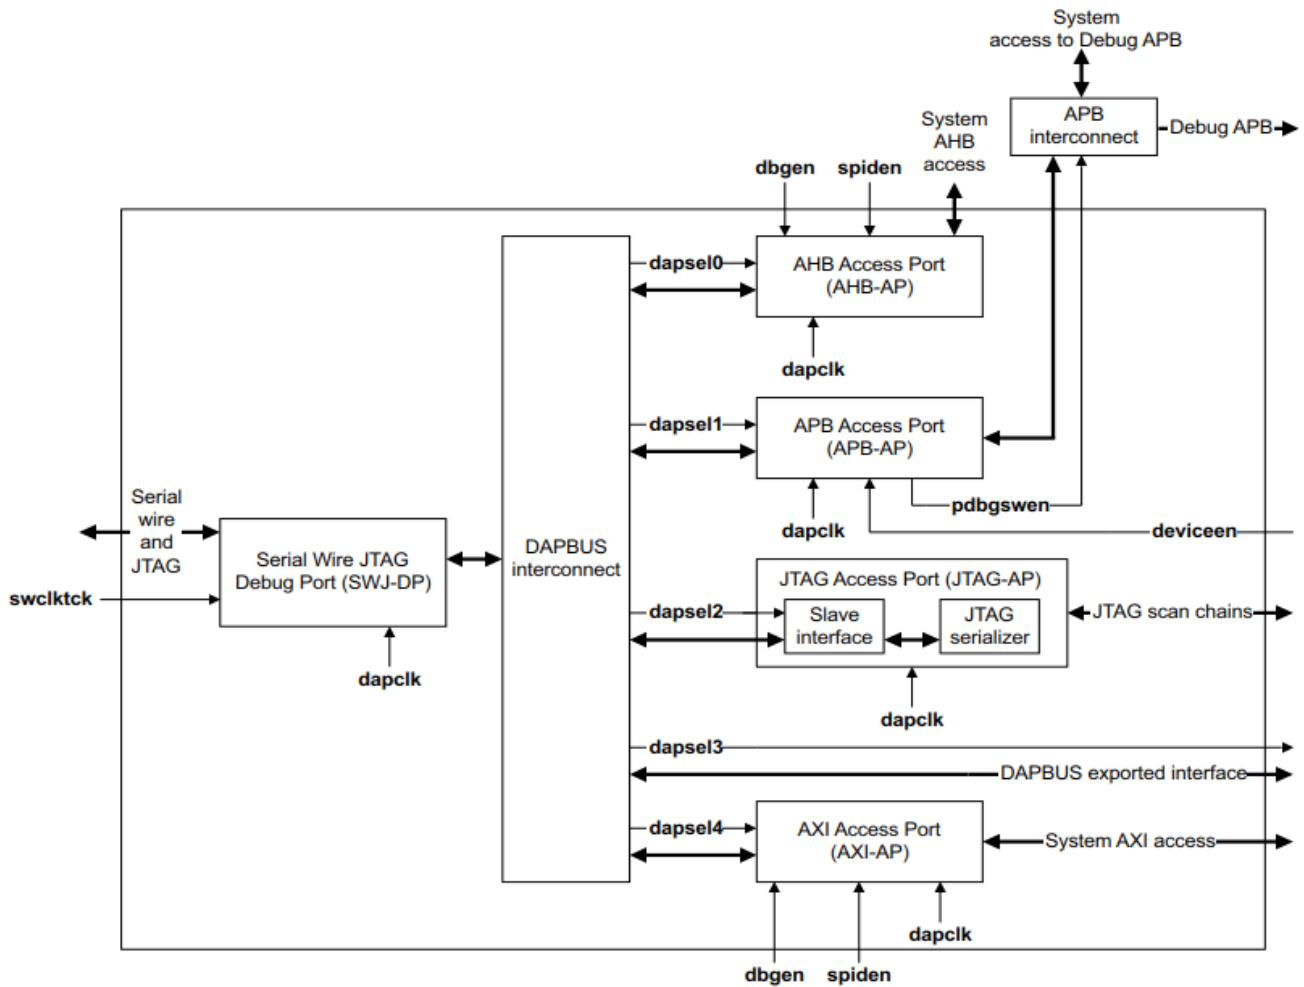 System
access to Debug APB
APB
interconnect
Debug APB
System
AHB
access
dbgen
spiden
dapsel0
AHB Access Port
(AHB-AP)
dapclk
dapsel1
APB Access Port
(APB-AP)
dapclk
pdbgswen
deviceen
Serial
wire
and
JTAG
Serial Wire JTAG
Debug Port (SWJ-DP)
swclktck
dapclk
DAPBUS
interconnect
JTAG Access Port (JTAG-AP)
dapsel2
Slave
interface
JTAG
serializer
JTAG scan chains
dapclk
dapsel3
DAPBUS exported interface
dapsel4
AXI Access Port
(AXI-AP)
System AXI access
dapclk
dbgen
spiden